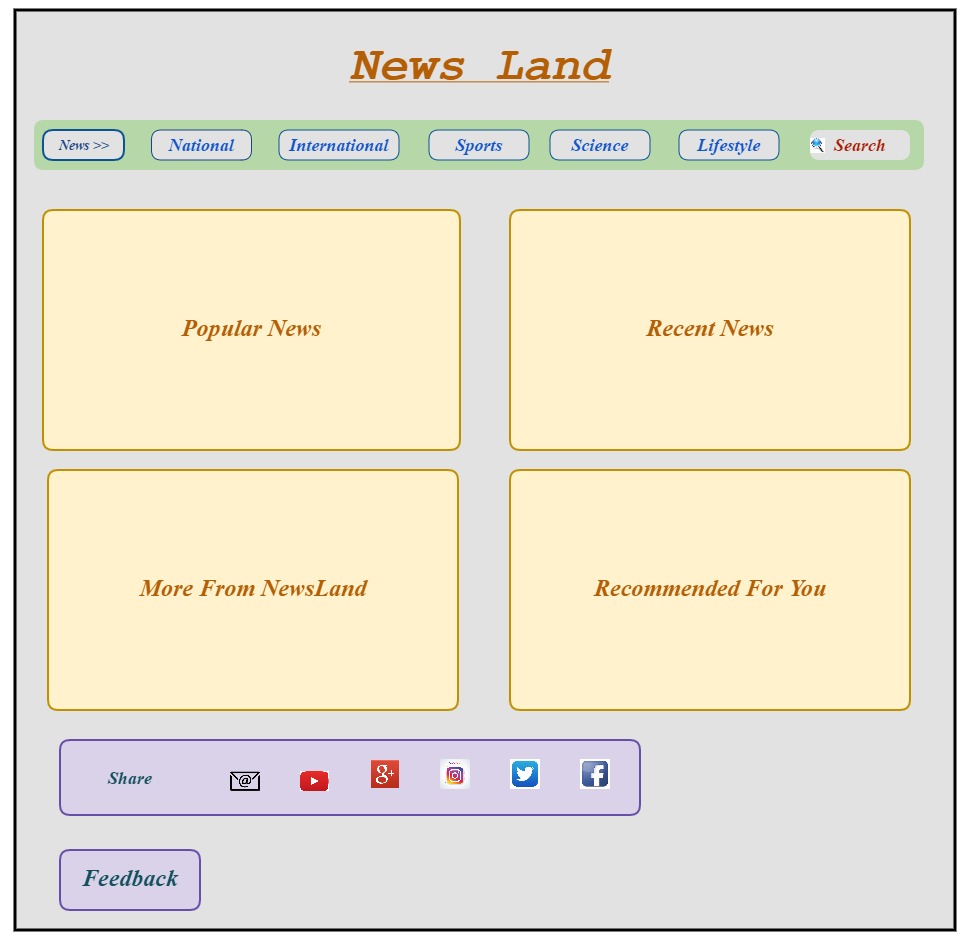 News Land
News >>
National
International
Sports
Science
Lifestyle
Search
Popular News
Recent News
More From NewsLand
Recommended For You
Share
Feedback